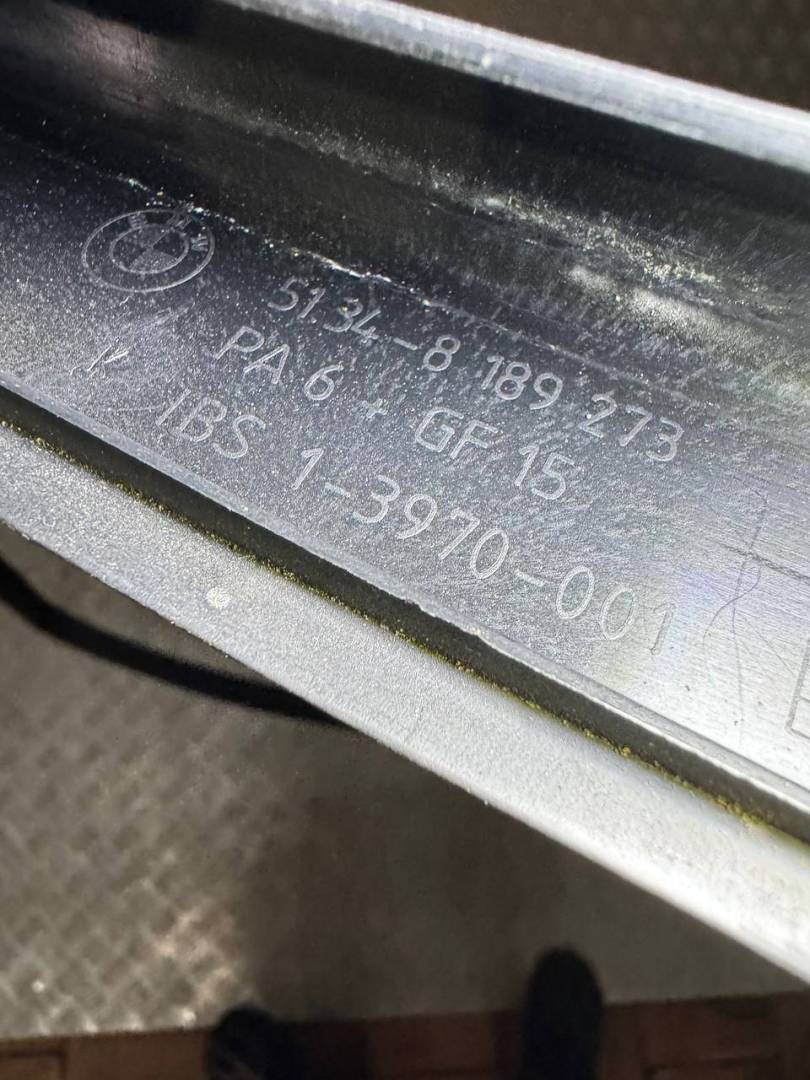 51.34-8 189 273
PA 6 + GF 15
IBS 1-3970-001